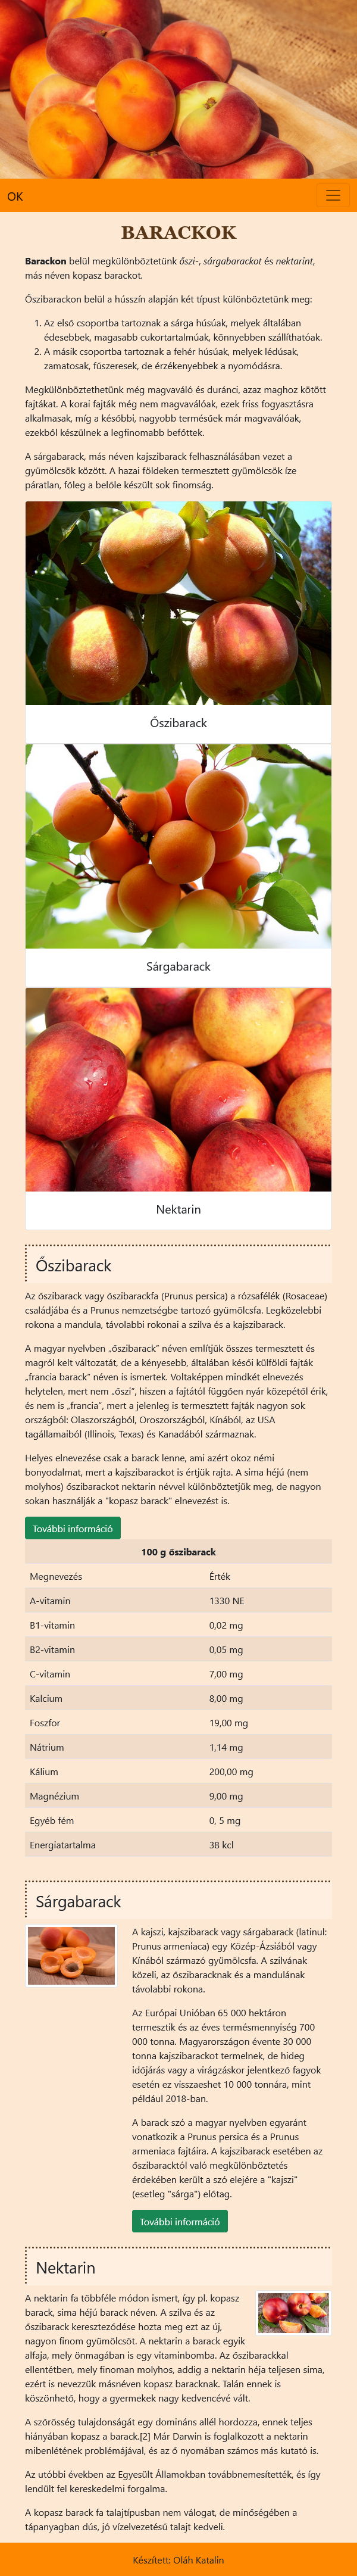 OK
BARACKOK
Barackon belül megkülönböztetünk őszi-, sárgabarackot és nektarint,
más néven kopasz barackot.
Őszibarackon belül a hússzín alapján két típust különböztetünk meg:
1. Az első csoportba tartoznak a sárga húsúak, melyek általában
édesebbek, magasabb cukortartalmúak, könnyebben szállíthatóak.
2. A másik csoportba tartoznak a fehér húsúak, melyek lédúsak,
zamatosak, fűszeresek, de érzékenyebbek a nyomódásra.
Megkülönböztethetünk még magvaváló és duránci, azaz maghoz kötött
fajtákat. A korai fajták még nem magvaválóak, ezek friss fogyasztásra
alkalmasak, míg a későbbi, nagyobb termésűek már magvaválóak,
ezekből készülnek a legfinomabb befőttek.
A sárgabarack, más néven kajszibarack felhasználásában vezet a
gyümölcsök között. A hazai földeken termesztett gyümölcsök íze
páratlan, főleg a belőle készült sok finomság.
Őszibarack
Sárgabarack
Nektarin
Őszibarack
Az őszibarack vagy őszibarackfa (Prunus persica) a rózsafélék (Rosaceae)
családjába és a Prunus nemzetségbe tartozó gyümölcsfa. Legközelebbi
rokona a mandula, távolabbi rokonai a szilva és a kajszibarack.
A magyar nyelvben „őszibarack” néven említjük összes termesztett és
magról kelt változatát, de a kényesebb, általában késői külföldi fajták
„francia barack” néven is ismertek. Voltaképpen mindkét elnevezés
helytelen, mert nem „őszi”, hiszen a fajtától függően nyár közepétől érik,
és nem is „francia”, mert a jelenleg is termesztett fajták nagyon sok
országból: Olaszországból, Oroszországból, Kínából, az USA
tagállamaiból (Illinois, Texas) és Kanadából származnak.
Helyes elnevezése csak a barack lenne, ami azért okoz némi
bonyodalmat, mert a kajszibarackot is értjük rajta. A sima héjú (nem
molyhos) őszibarackot nektarin névvel különböztetjük meg, de nagyon
sokan használják a "kopasz barack" elnevezést is.
További információ
100 g őszibarack
Megnevezés Érték
A-vitamin 1330 NE
B1-vitamin 0,02 mg
B2-vitamin 0,05 mg
C-vitamin 7,00 mg
Kalcium 8,00 mg
Foszfor 19,00 mg
Nátrium 1,14 mg
Kálium 200,00 mg
Magnézium 9,00 mg
Egyéb fém 0, 5 mg
Energiatartalma 38 kcl
Sárgabarack
A kajszi, kajszibarack vagy sárgabarack (latinul:
Prunus armeniaca) egy Közép-Ázsiából vagy
Kínából származó gyümölcsfa. A szilvának
közeli, az őszibaracknak és a mandulának
távolabbi rokona.
Az Európai Unióban 65 000 hektáron
termesztik és az éves termésmennyiség 700
000 tonna. Magyarországon évente 30 000
tonna kajszibarackot termelnek, de hideg
időjárás vagy a virágzáskor jelentkező fagyok
esetén ez visszaeshet 10 000 tonnára, mint
például 2018-ban.
A barack szó a magyar nyelvben egyaránt
vonatkozik a Prunus persica és a Prunus
armeniaca fajtáira. A kajszibarack esetében az
őszibaracktól való megkülönböztetés
érdekében került a szó elejére a "kajszi"
(esetleg "sárga") előtag.
További információ
Nektarin
A nektarin fa többféle módon ismert, így pl. kopasz
barack, sima héjú barack néven. A szilva és az
őszibarack kereszteződése hozta meg ezt az új,
nagyon finom gyümölcsöt. A nektarin a barack egyik
alfaja, mely önmagában is egy vitaminbomba. Az őszibarackkal
ellentétben, mely finoman molyhos, addig a nektarin héja teljesen sima,
ezért is nevezzük másnéven kopasz baracknak. Talán ennek is
köszönhető, hogy a gyermekek nagy kedvencévé vált.
A szőrösség tulajdonságát egy domináns allél hordozza, ennek teljes
hiányában kopasz a barack.[2] Már Darwin is foglalkozott a nektarin
mibenlétének problémájával, és az ő nyomában számos más kutató is.
Az utóbbi években az Egyesült Államokban továbbnemesítették, és így
lendült fel kereskedelmi forgalma.
A kopasz barack fa talajtípusban nem válogat, de minőségében a
tápanyagban dús, jó vízelvezetésű talajt kedveli.
Készített: Oláh Katalin